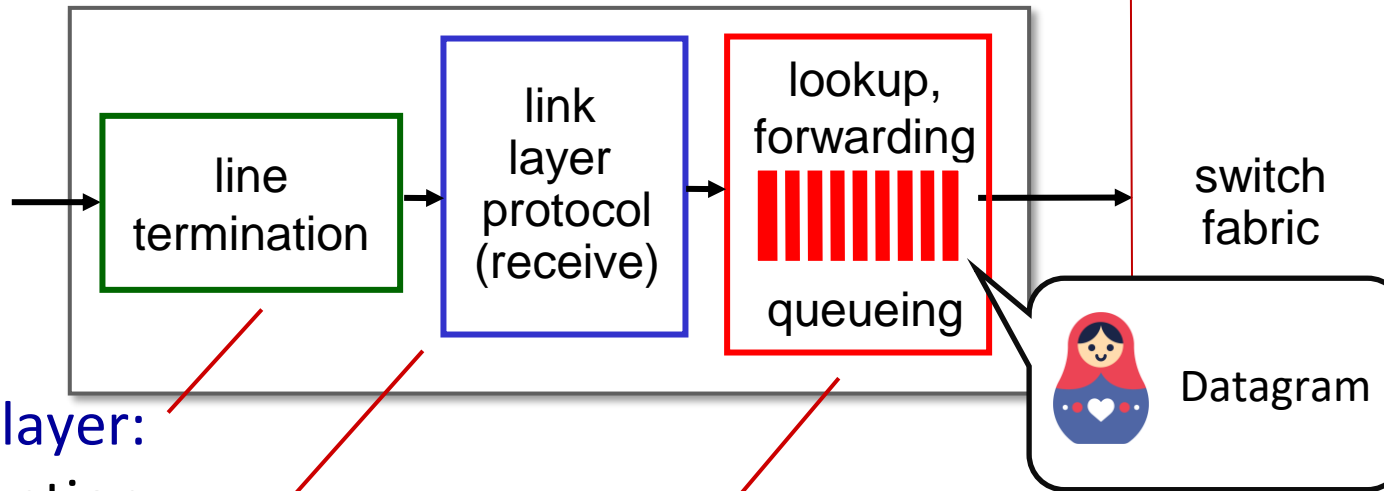 line
termination
link
layer
protocol
(receive)
lookup,
forwarding
queueing
switch
fabric
Datagram
layer: